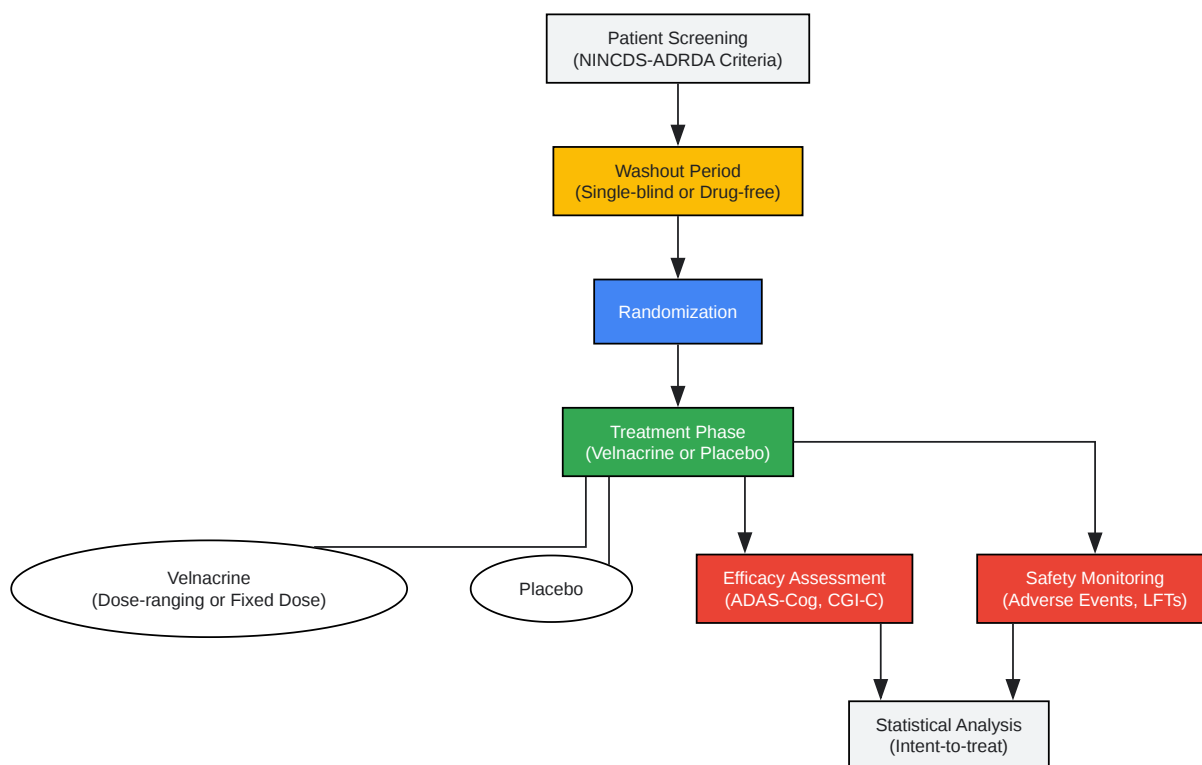 Patient Screening
(NINCDS-ADRDA Criteria)
Washout Period
(Single-blind or Drug-free)
Randomization
Treatment Phase
(Velnacrine or Placebo)
Velnacrine
(Dose-ranging or Fixed Dose)
Placebo
Efficacy Assessment
(ADAS-Cog, CGI-C)
Safety Monitoring
(Adverse Events, LFTs)
Statistical Analysis
(Intent-to-treat)